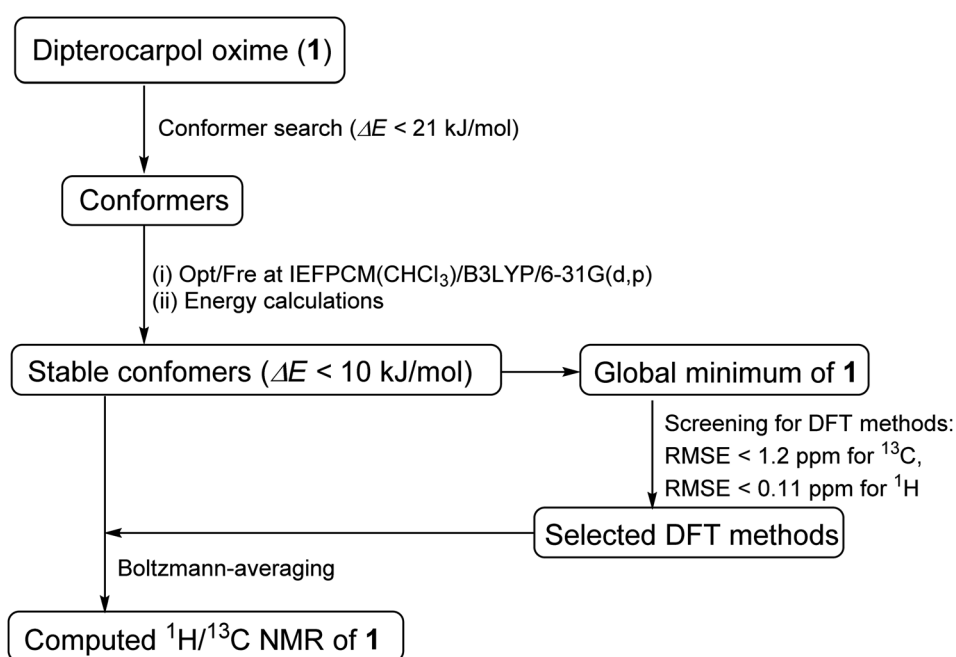 Dipterocarpol oxime (1)
Conformer search (ΔE < 21 kJ/mol)
Conformers
(i) Opt/Fre at IEFPCM(CHCl₃)/B3LYP/6-31G(d,p)
(ii) Energy calculations
Stable confomers (ΔE < 10 kJ/mol)
Global minimum of 1
Screening for DFT methods:
RMSE < 1.2 ppm for ¹³C,
RMSE < 0.11 ppm for ¹H
Selected DFT methods
Boltzmann-averaging
Computed ¹H/¹³C NMR of 1